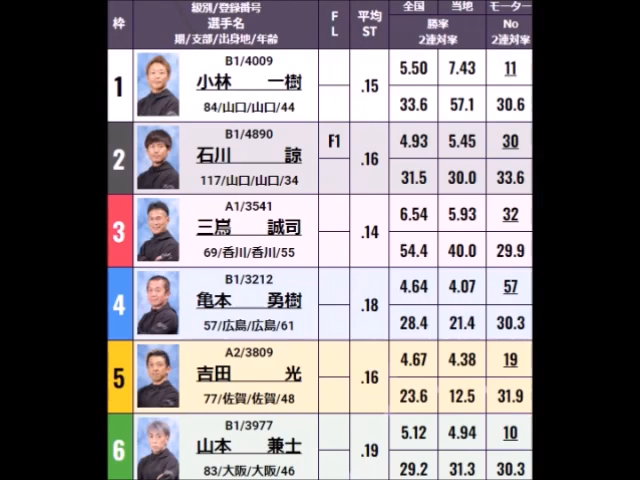 枠
級別/登録番号
選手名
期/支部/出身地/年齢
F
L
平均
ST
全国 当地 モーター
勝率 No
2連対率 2連対率
1
B1/4009
小林 一樹
84/山口/山口/44
.15
5.50 7.43 11
33.6 57.1 30.6
2
B1/4890
石川 諒
117/山口/山口/34
F1
.16
4.93 5.45 30
31.5 30.0 33.6
3
A1/3541
三嶌 誠司
69/香川/香川/55
.14
6.54 5.93 32
54.4 40.0 29.9
4
B1/3212
亀本 勇樹
57/広島/広島/61
.18
4.64 4.07 57
28.4 21.4 30.3
5
A2/3809
吉田 光
77/佐賀/佐賀/48
.16
4.67 4.38 19
23.6 12.5 31.9
6
B1/3977
山本 兼士
83/大阪/大阪/46
.19
5.12 4.94 10
29.2 31.3 30.3